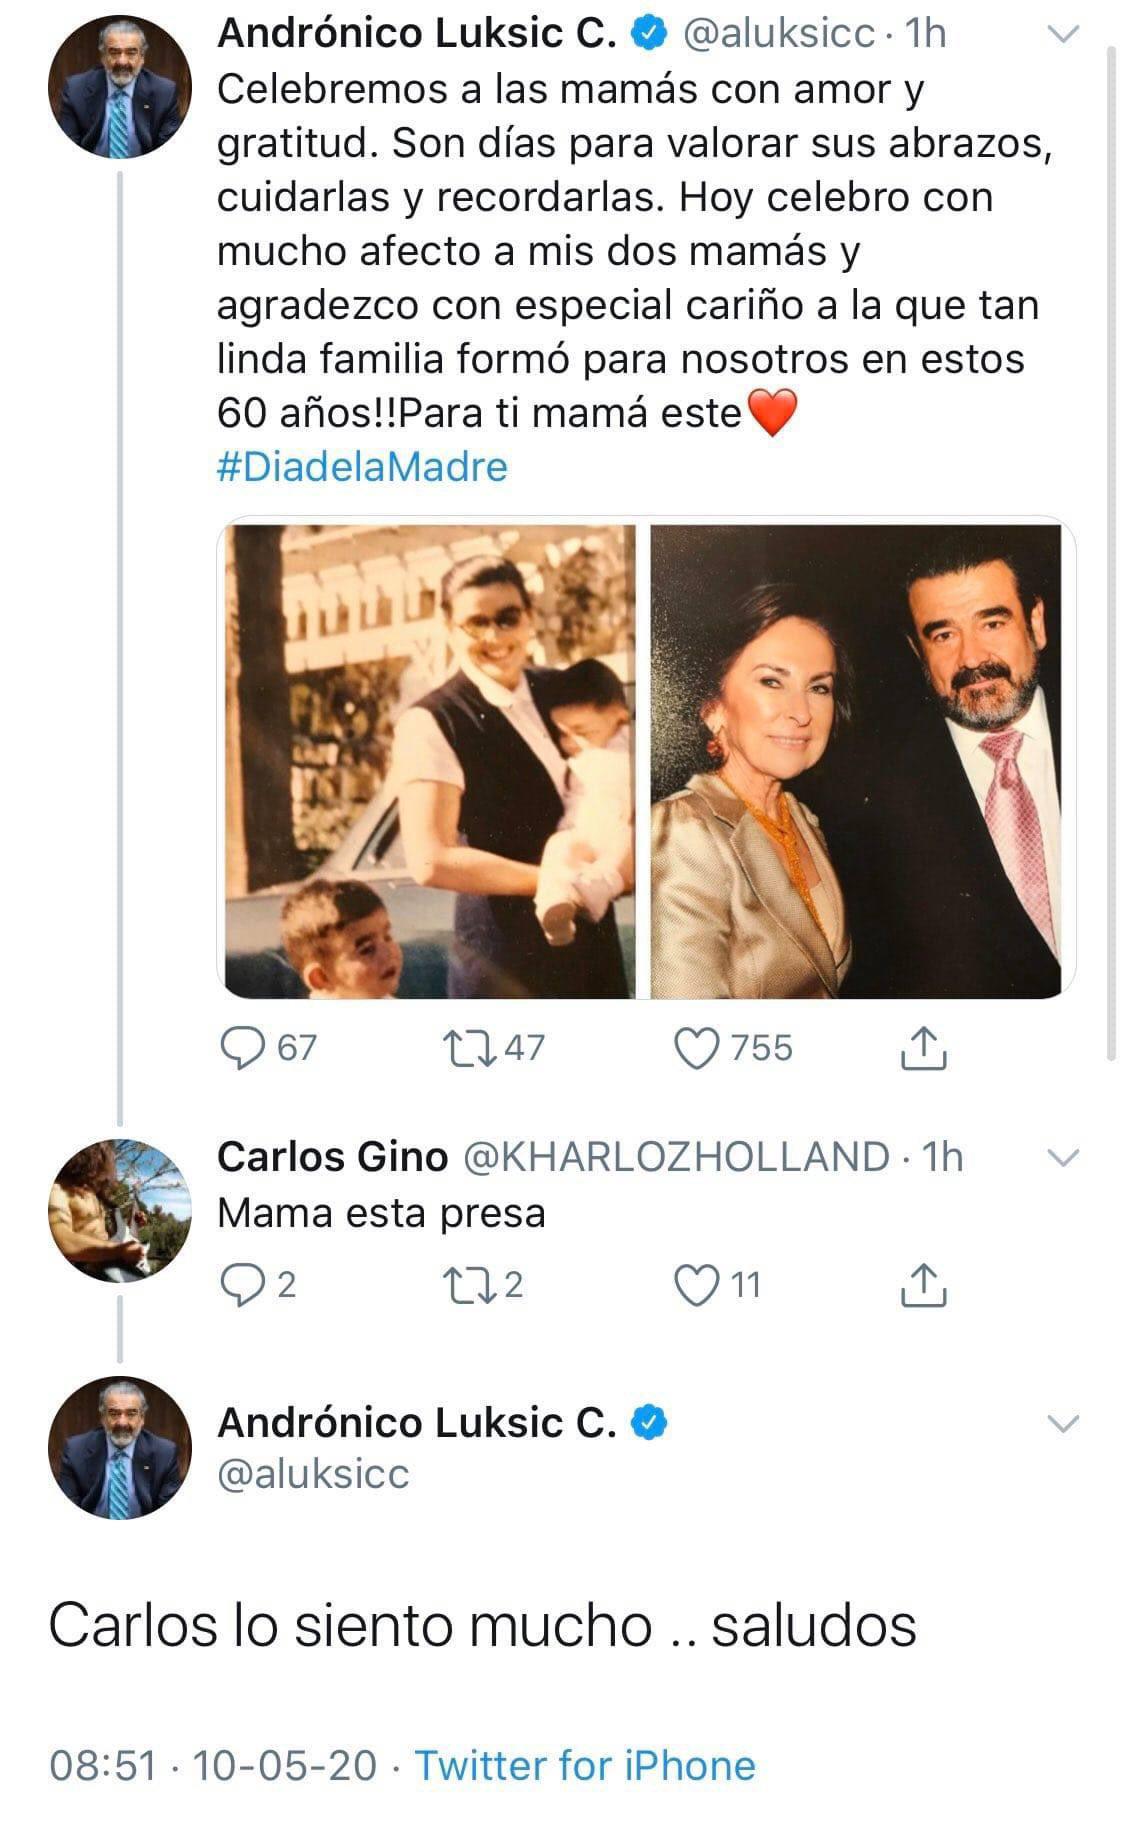 Andrónico Luksic C. @aluksicc · 1h
Celebremos a las mamás con amor y
gratitud. Son días para valorar sus abrazos,
cuidarlas y recordarlas. Hoy celebro con
mucho afecto a mis dos mamás y
agradezco con especial cariño a la que tan
linda familia formó para nosotros en estos
60 años!!Para ti mamá este❤️
#DiadelaMadre
67 47 755
Carlos Gino @KHARLOZHOLLAND · 1h
Mama esta presa
2 2 11
Andrónico Luksic C.
@aluksicc
Carlos lo siento mucho .. saludos
08:51 · 10-05-20 · Twitter for iPhone